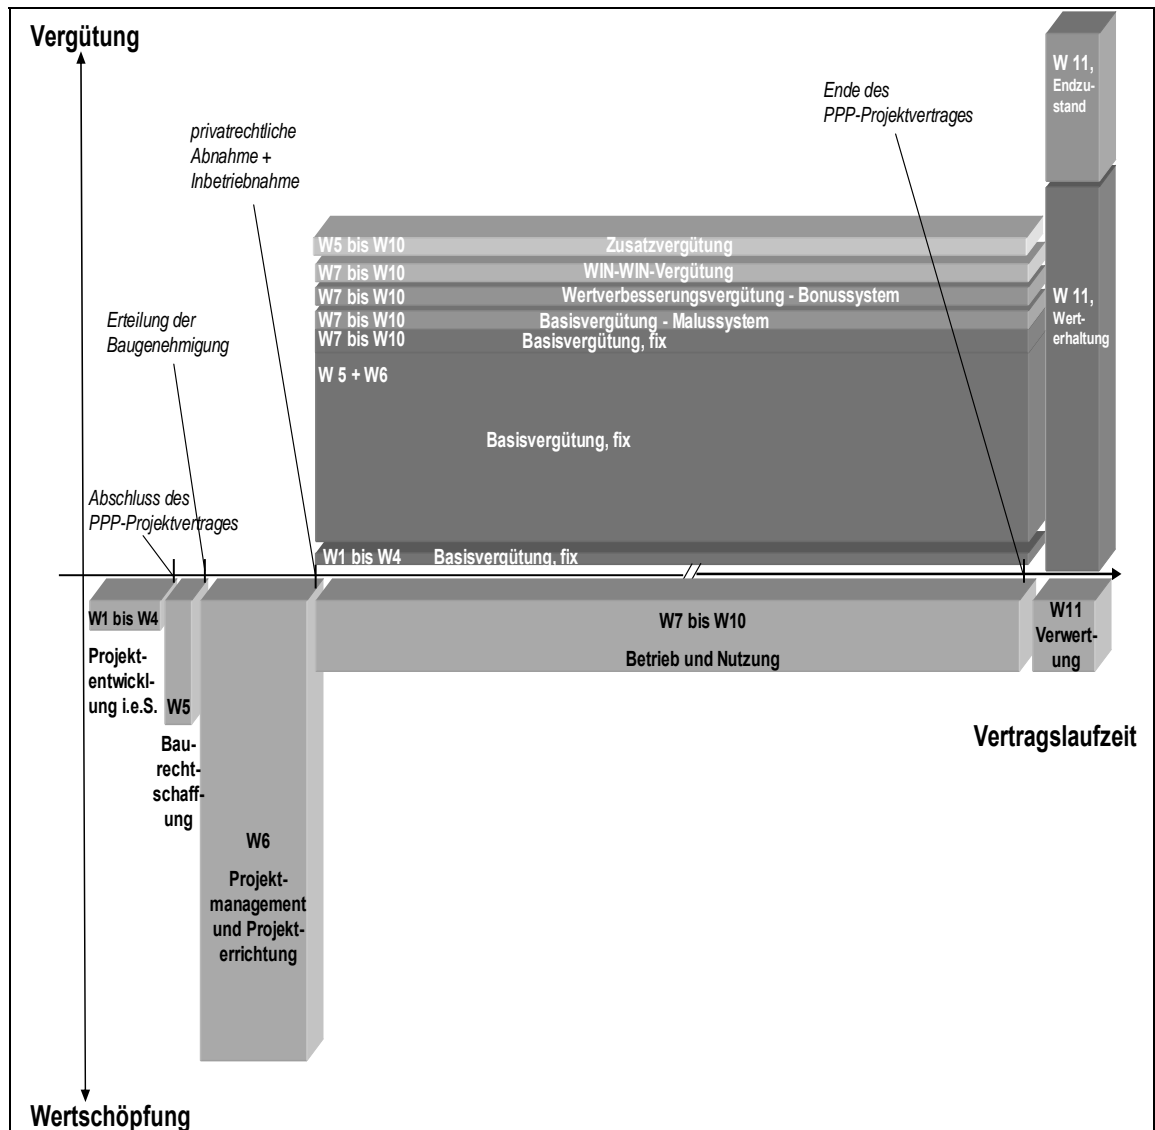 Vergütung
W 11,
Endzu-
stand
Ende des
PPP-Projektvertrages
privatrechtliche
Abnahme +
Inbetriebnahme
W5 bis W10 Zusatzvergütung
W7 bis W10 WIN-WIN-Vergütung
W7 bis W10 Wertverbesserungsvergütung - Bonussystem
W7 bis W10 Basisvergütung - Malussystem
W7 bis W10 Basisvergütung, fix
W 11,
Wert-
erhaltung
Erteilung der
Baugenehmigung
W 5 + W6
Basisvergütung, fix
Abschluss des
PPP-Projektvertrages
W1 bis W4 Basisvergütung, fix
W1 bis W4
Projekt-
entwickl-
ung i.e.S.
W5
Bau-
recht-
schaff-
ung
W6
Projekt-
management
und Projekt-
errichtung
W7 bis W10
Betrieb und Nutzung
W11
Verwert-
ung
Vertragslaufzeit
Wertschöpfung